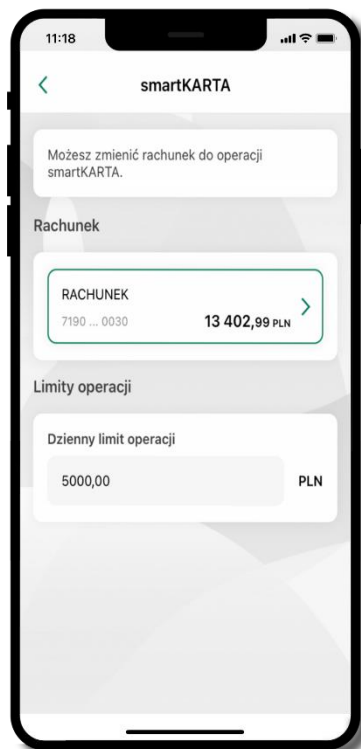 11:18
smartKARTA
Możesz zmienić rachunek do operacji
smartKARTA.
Rachunek
RACHUNEK
7190 ... 0030 13 402,99 PLN
Limity operacji
Dzienny limit operacji
5000,00 PLN